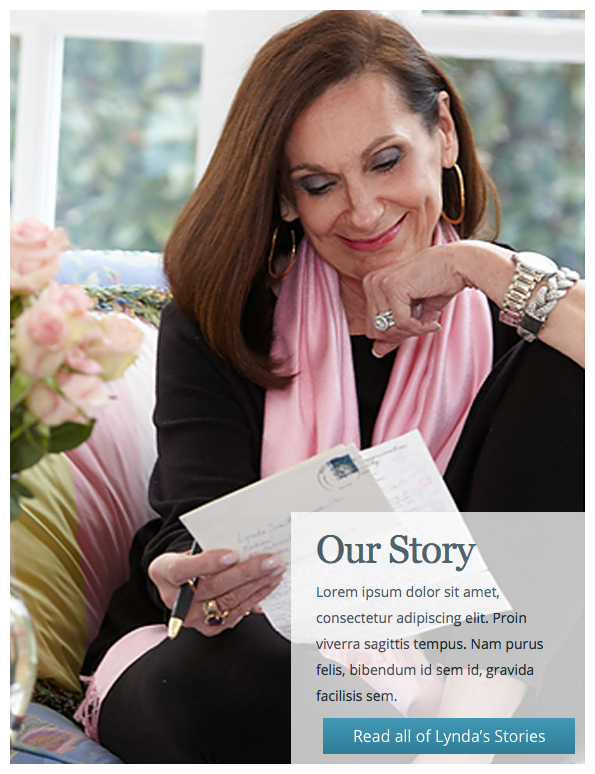 Lynda
Our Story
Lorem ipsum dolor sit amet,
consectetur adipiscing elit. Proin
viverra sagittis tempus. Nam purus
felis, bibendum id sem id, gravida
facilisis sem.
Read all of Lynda’s Stories